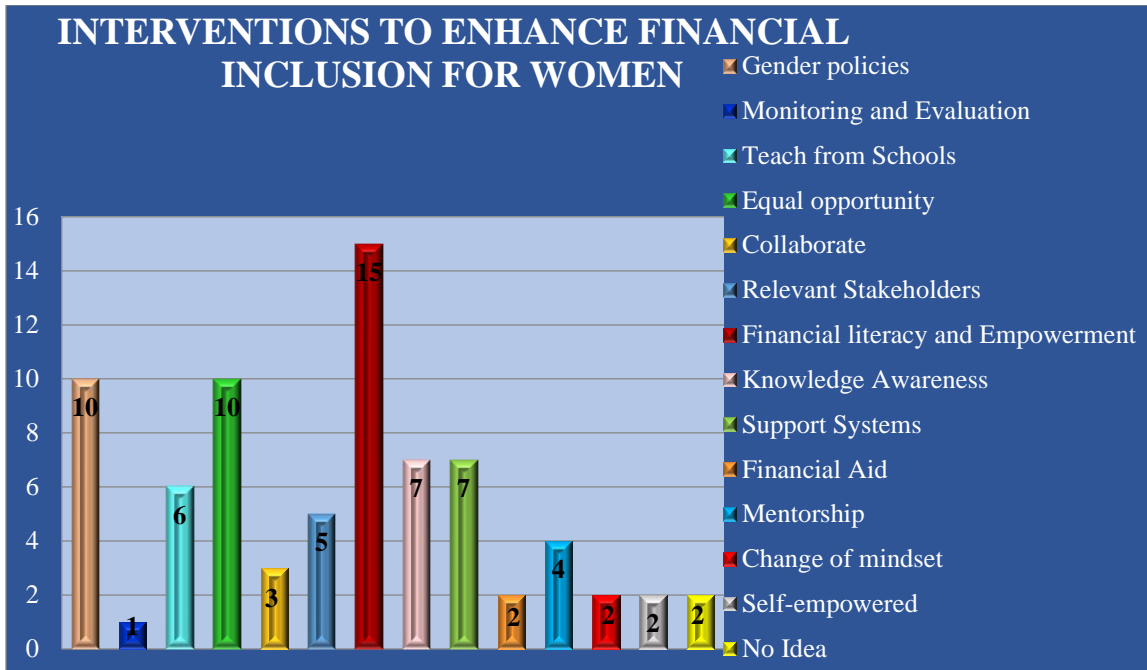 INTERVENTIONS TO ENHANCE FINANCIAL
INCLUSION FOR WOMEN
Gender policies
Monitoring and Evaluation
Teach from Schools
Equal opportunity
Collaborate
Relevant Stakeholders
Financial literacy and Empowerment
Knowledge Awareness
Support Systems
Financial Aid
Mentorship
Change of mindset
Self-empowered
No Idea
16
14
12
10
8
6
4
2
0
10
1
6
10
3
5
15
7
7
2
4
2
2
2